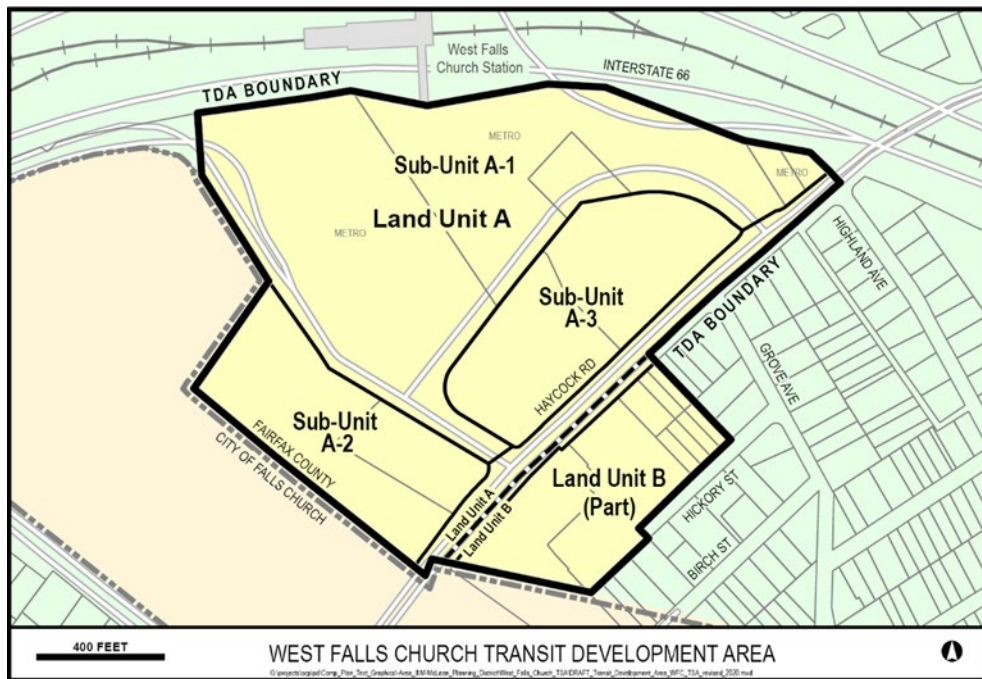 West Falls
Church Station
INTERSTATE 66
TDA BOUNDARY
METRO
METRO
Sub-Unit A-1
Land Unit A
METRO
HIGHLAND AVE
Sub-Unit
A-3
TDA BOUNDARY
GROVE AVE
HAYCOCK RD
Sub-Unit
A-2
FAIRFAX COUNTY
CITY OF FALLS CHURCH
Land Unit B
(Part)
Land Unit A
Land Unit B
HICKORY ST
BIRCH ST
400 FEET
WEST FALLS CHURCH TRANSIT DEVELOPMENT AREA